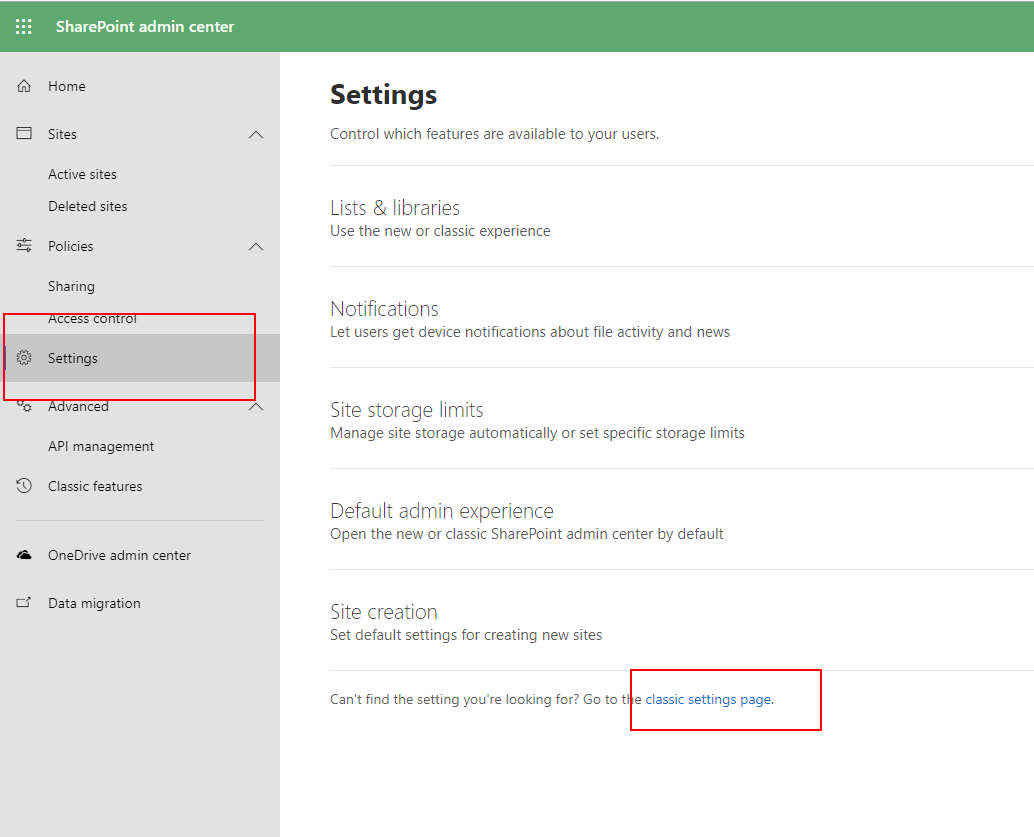 SharePoint admin center
Home
Sites
Active sites
Deleted sites
Policies
Sharing
Access control
Settings
Advanced
API management
Classic features
OneDrive admin center
Data migration
Settings
Control which features are available to your users.
Lists & libraries
Use the new or classic experience
Notifications
Let users get device notifications about file activity and news
Site storage limits
Manage site storage automatically or set specific storage limits
Default admin experience
Open the new or classic SharePoint admin center by default
Site creation
Set default settings for creating new sites
Can't find the setting you're looking for? Go to the classic settings page.